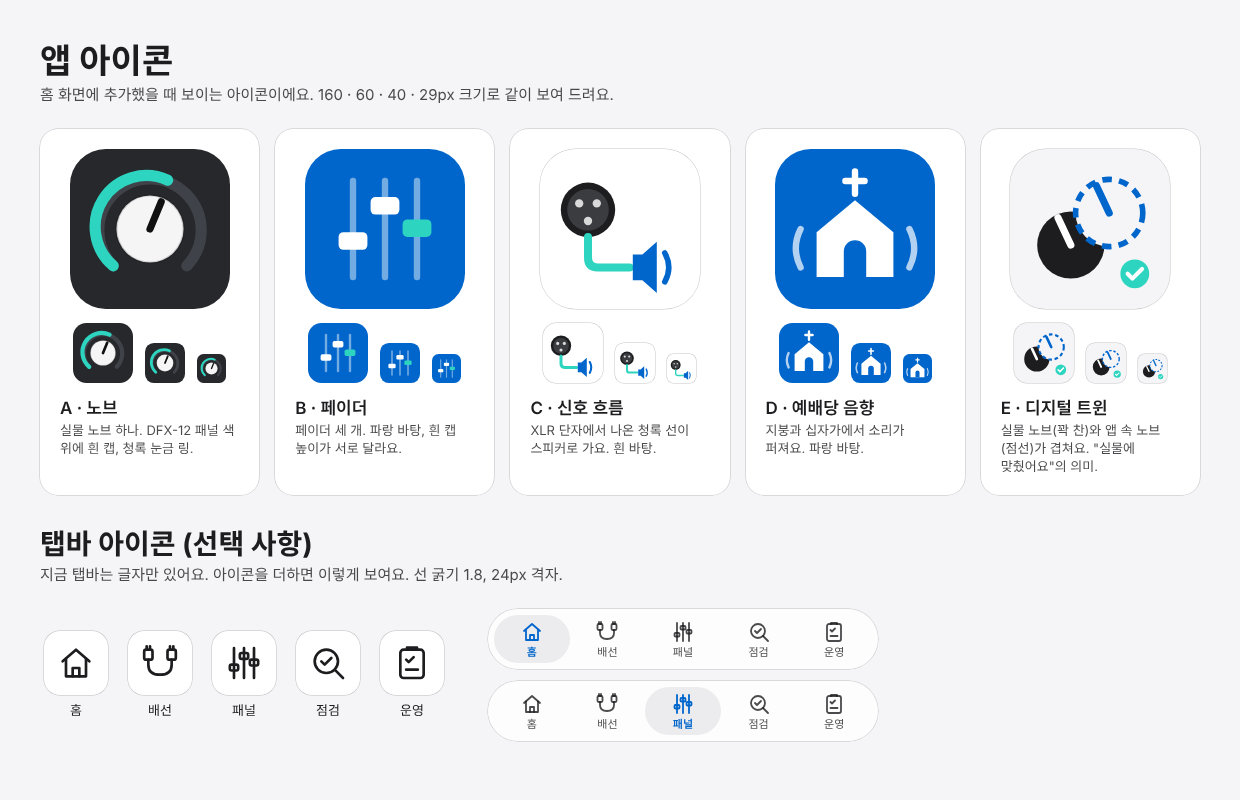 앱 아이콘
홈 화면에 추가했을 때 보이는 아이콘이에요. 160 · 60 · 40 · 29px 크기로 같이 보여 드려요.
A · 노브
실물 노브 하나. DFX-12 패널 색
위에 흰 캡, 청록 눈금 링.
B · 페이더
페이더 세 개. 파랑 바탕, 흰 캡
높이가 서로 달라요.
C · 신호 흐름
XLR 단자에서 나온 청록 선이
스피커로 가요. 흰 바탕.
D · 예배당 음향
지붕과 십자가에서 소리가
퍼져요. 파랑 바탕.
E · 디지털 트윈
실물 노브(꽉 찬)와 앱 속 노브
(점선)가 겹쳐요. "실물에
맞췄어요"의 의미.
탭바 아이콘 (선택 사항)
지금 탭바는 글자만 있어요. 아이콘을 더하면 이렇게 보여요. 선 굵기 1.8, 24px 격자.
홈 배선 패널 점검 운영
홈 배선 패널 점검 운영
홈 배선 패널 점검 운영